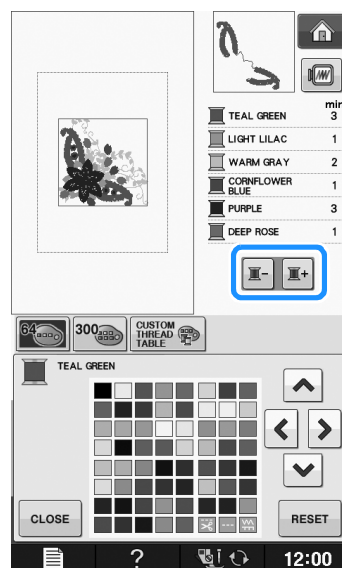 min
TEAL GREEN 3
LIGHT LILAC 1
WARM GRAY 2
CORNFLOWER
BLUE 1
PURPLE 3
DEEP ROSE 1
- +
64 300 CUSTOM
THREAD
TABLE
TEAL GREEN
CLOSE RESET
? 12:00